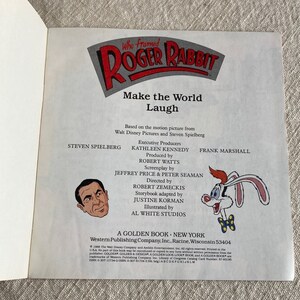 Who Framed
ROGER RABBIT
Make the World
Laugh
Based on the motion picture from
Walt Disney Pictures and Steven Spielberg
Executive Producers
STEVEN SPIELBERG KATHLEEN KENNEDY FRANK MARSHALL
Produced by
ROBERT WATTS
Screenplay by
JEFFREY PRICE & PETER SEAMAN
Directed by
ROBERT ZEMECKIS
Storybook adapted by
JUSTINE KORMAN
Illustrated by
AL WHITE STUDIOS
A GOLDEN BOOK · NEW YORK
Western Publishing Company, Inc., Racine, Wisconsin 53404